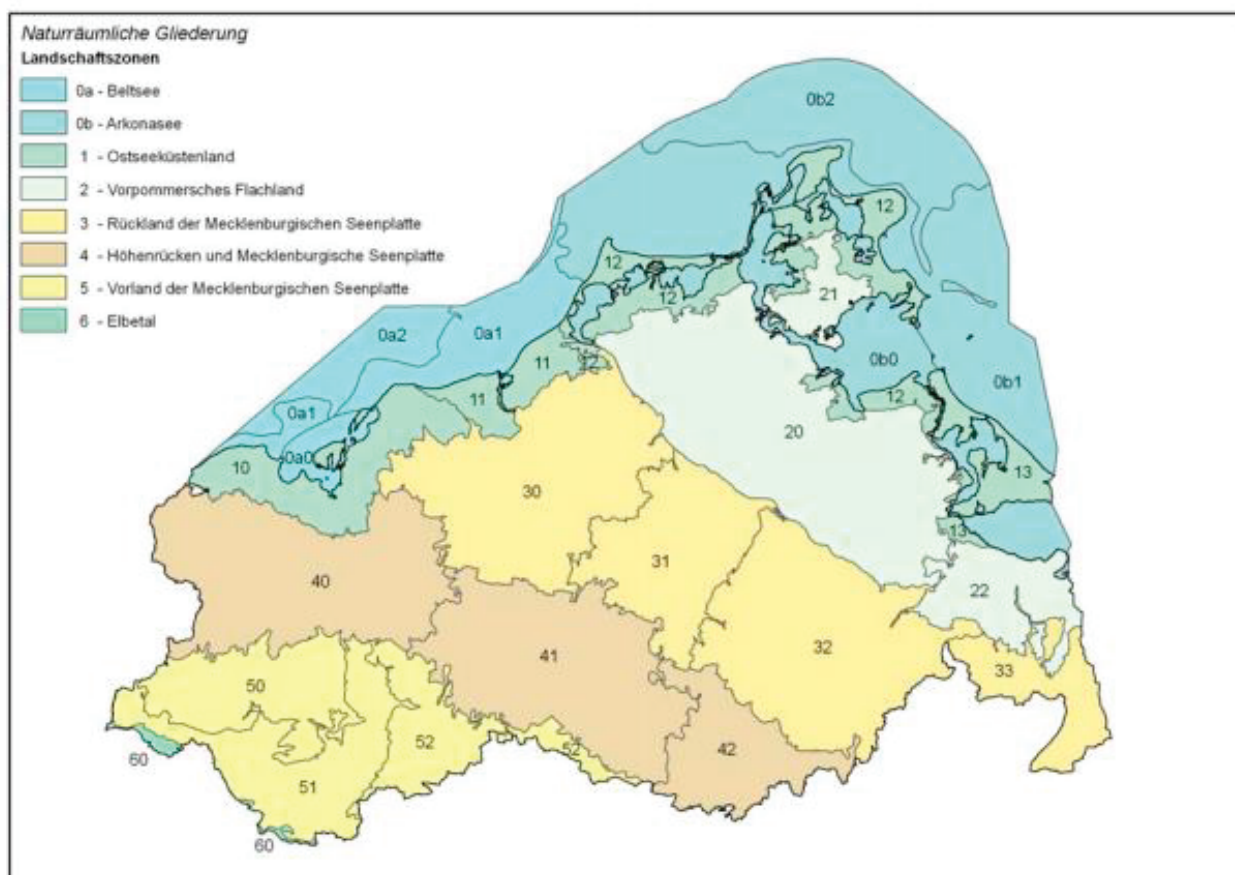 Naturräumliche Gliederung
Landschaftszonen
0a - Beltsee
0b - Arkonasee
1 - Ostseeküstenland
2 - Vorpommersches Flachland
3 - Rückland der Mecklenburgischen Seenplatte
4 - Höhenrücken und Mecklenburgische Seenplatte
5 - Vorland der Mecklenburgischen Seenplatte
6 - Elbetal
0b2
12
12
12
21
0a2
0a1
11
12
0b0
0b1
0a1
11
12
20
10
0a0
13
30
13
31
40
22
41
32
33
50
52
52
42
60
51
60